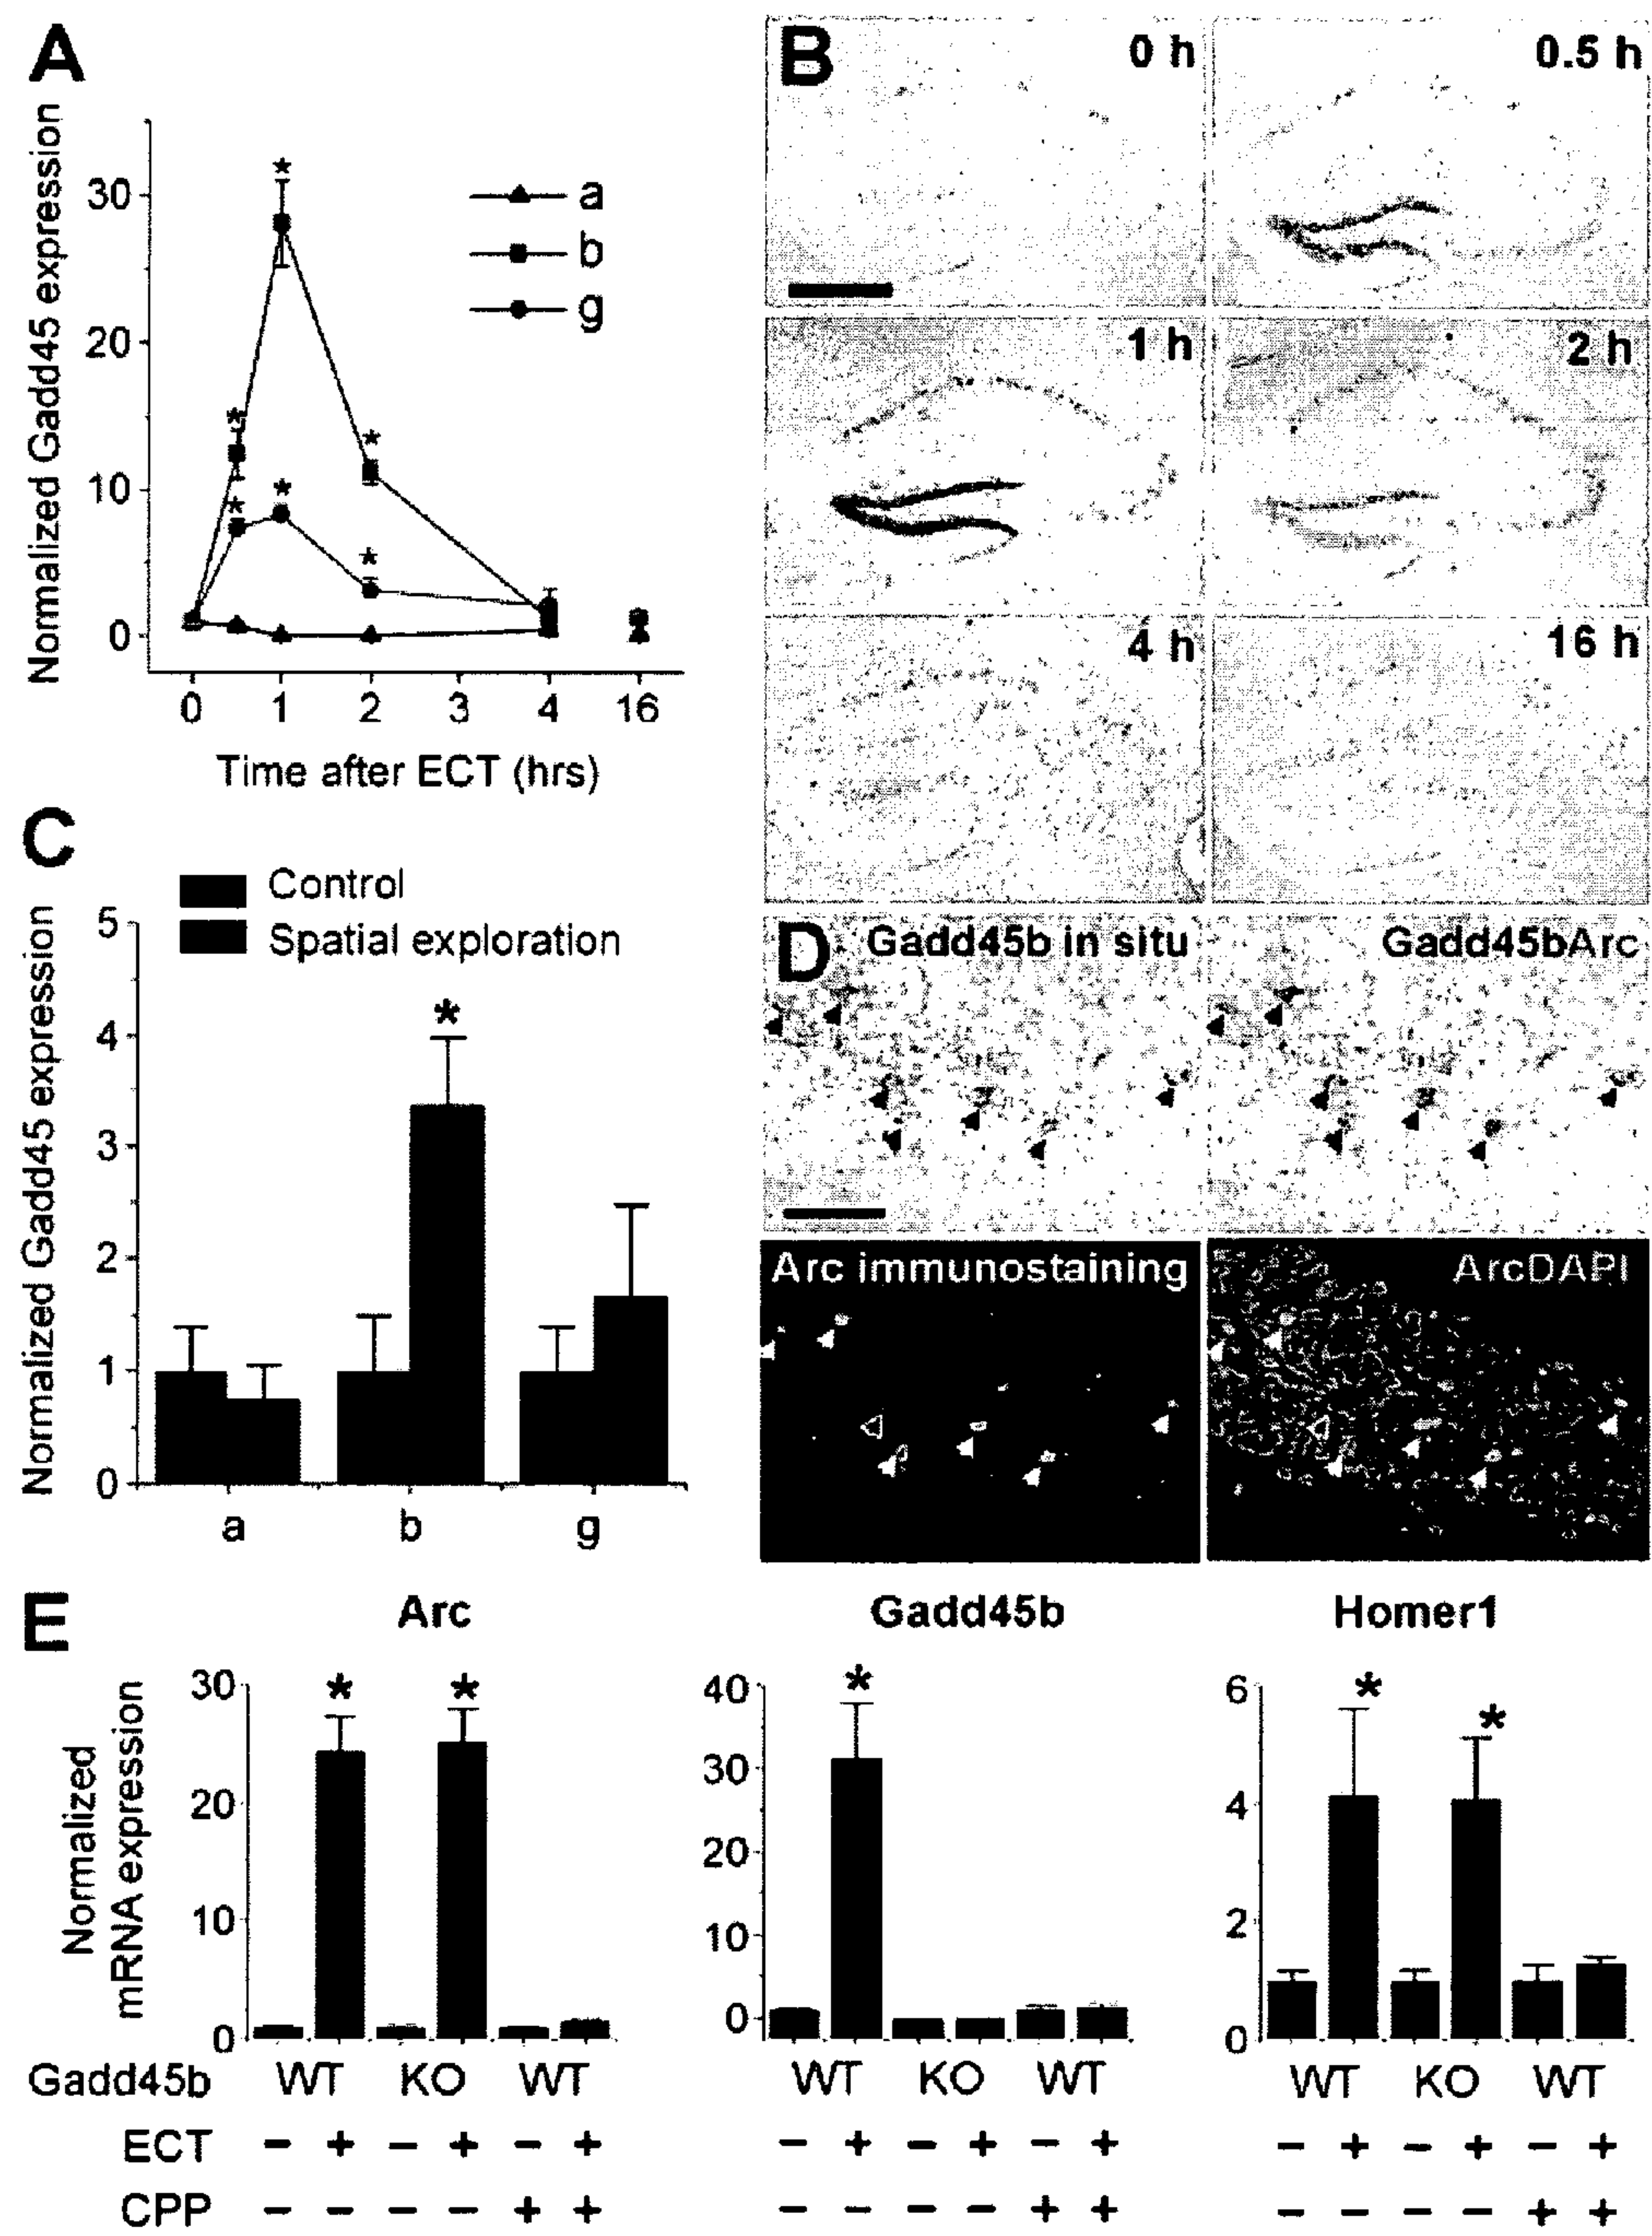 A
Normalized Gadd45 expression
30
20
10
0
* * * * * *
a
b
g
0 1 2 3 4 16
Time after ECT (hrs)
B
0 h
0.5 h
1 h
2 h
4 h
16 h
C
Control
Spatial exploration
Normalized Gadd45 expression
5
4
3
2
1
0
*
a b g
D
Gadd45b in situ
Gadd45bArc
Arc immunostaining
ArcDAPI
E
Arc
Gadd45b
Homer1
Normalized
mRNA expression
30
20
10
0
* *
40
30
20
10
0
*
6
4
2
0
* *
Gadd45b WT KO WT WT KO WT WT KO WT
ECT − + − + − + − + − + − + − + − + − +
CPP − − − − + + − − − − + + − − − − + +